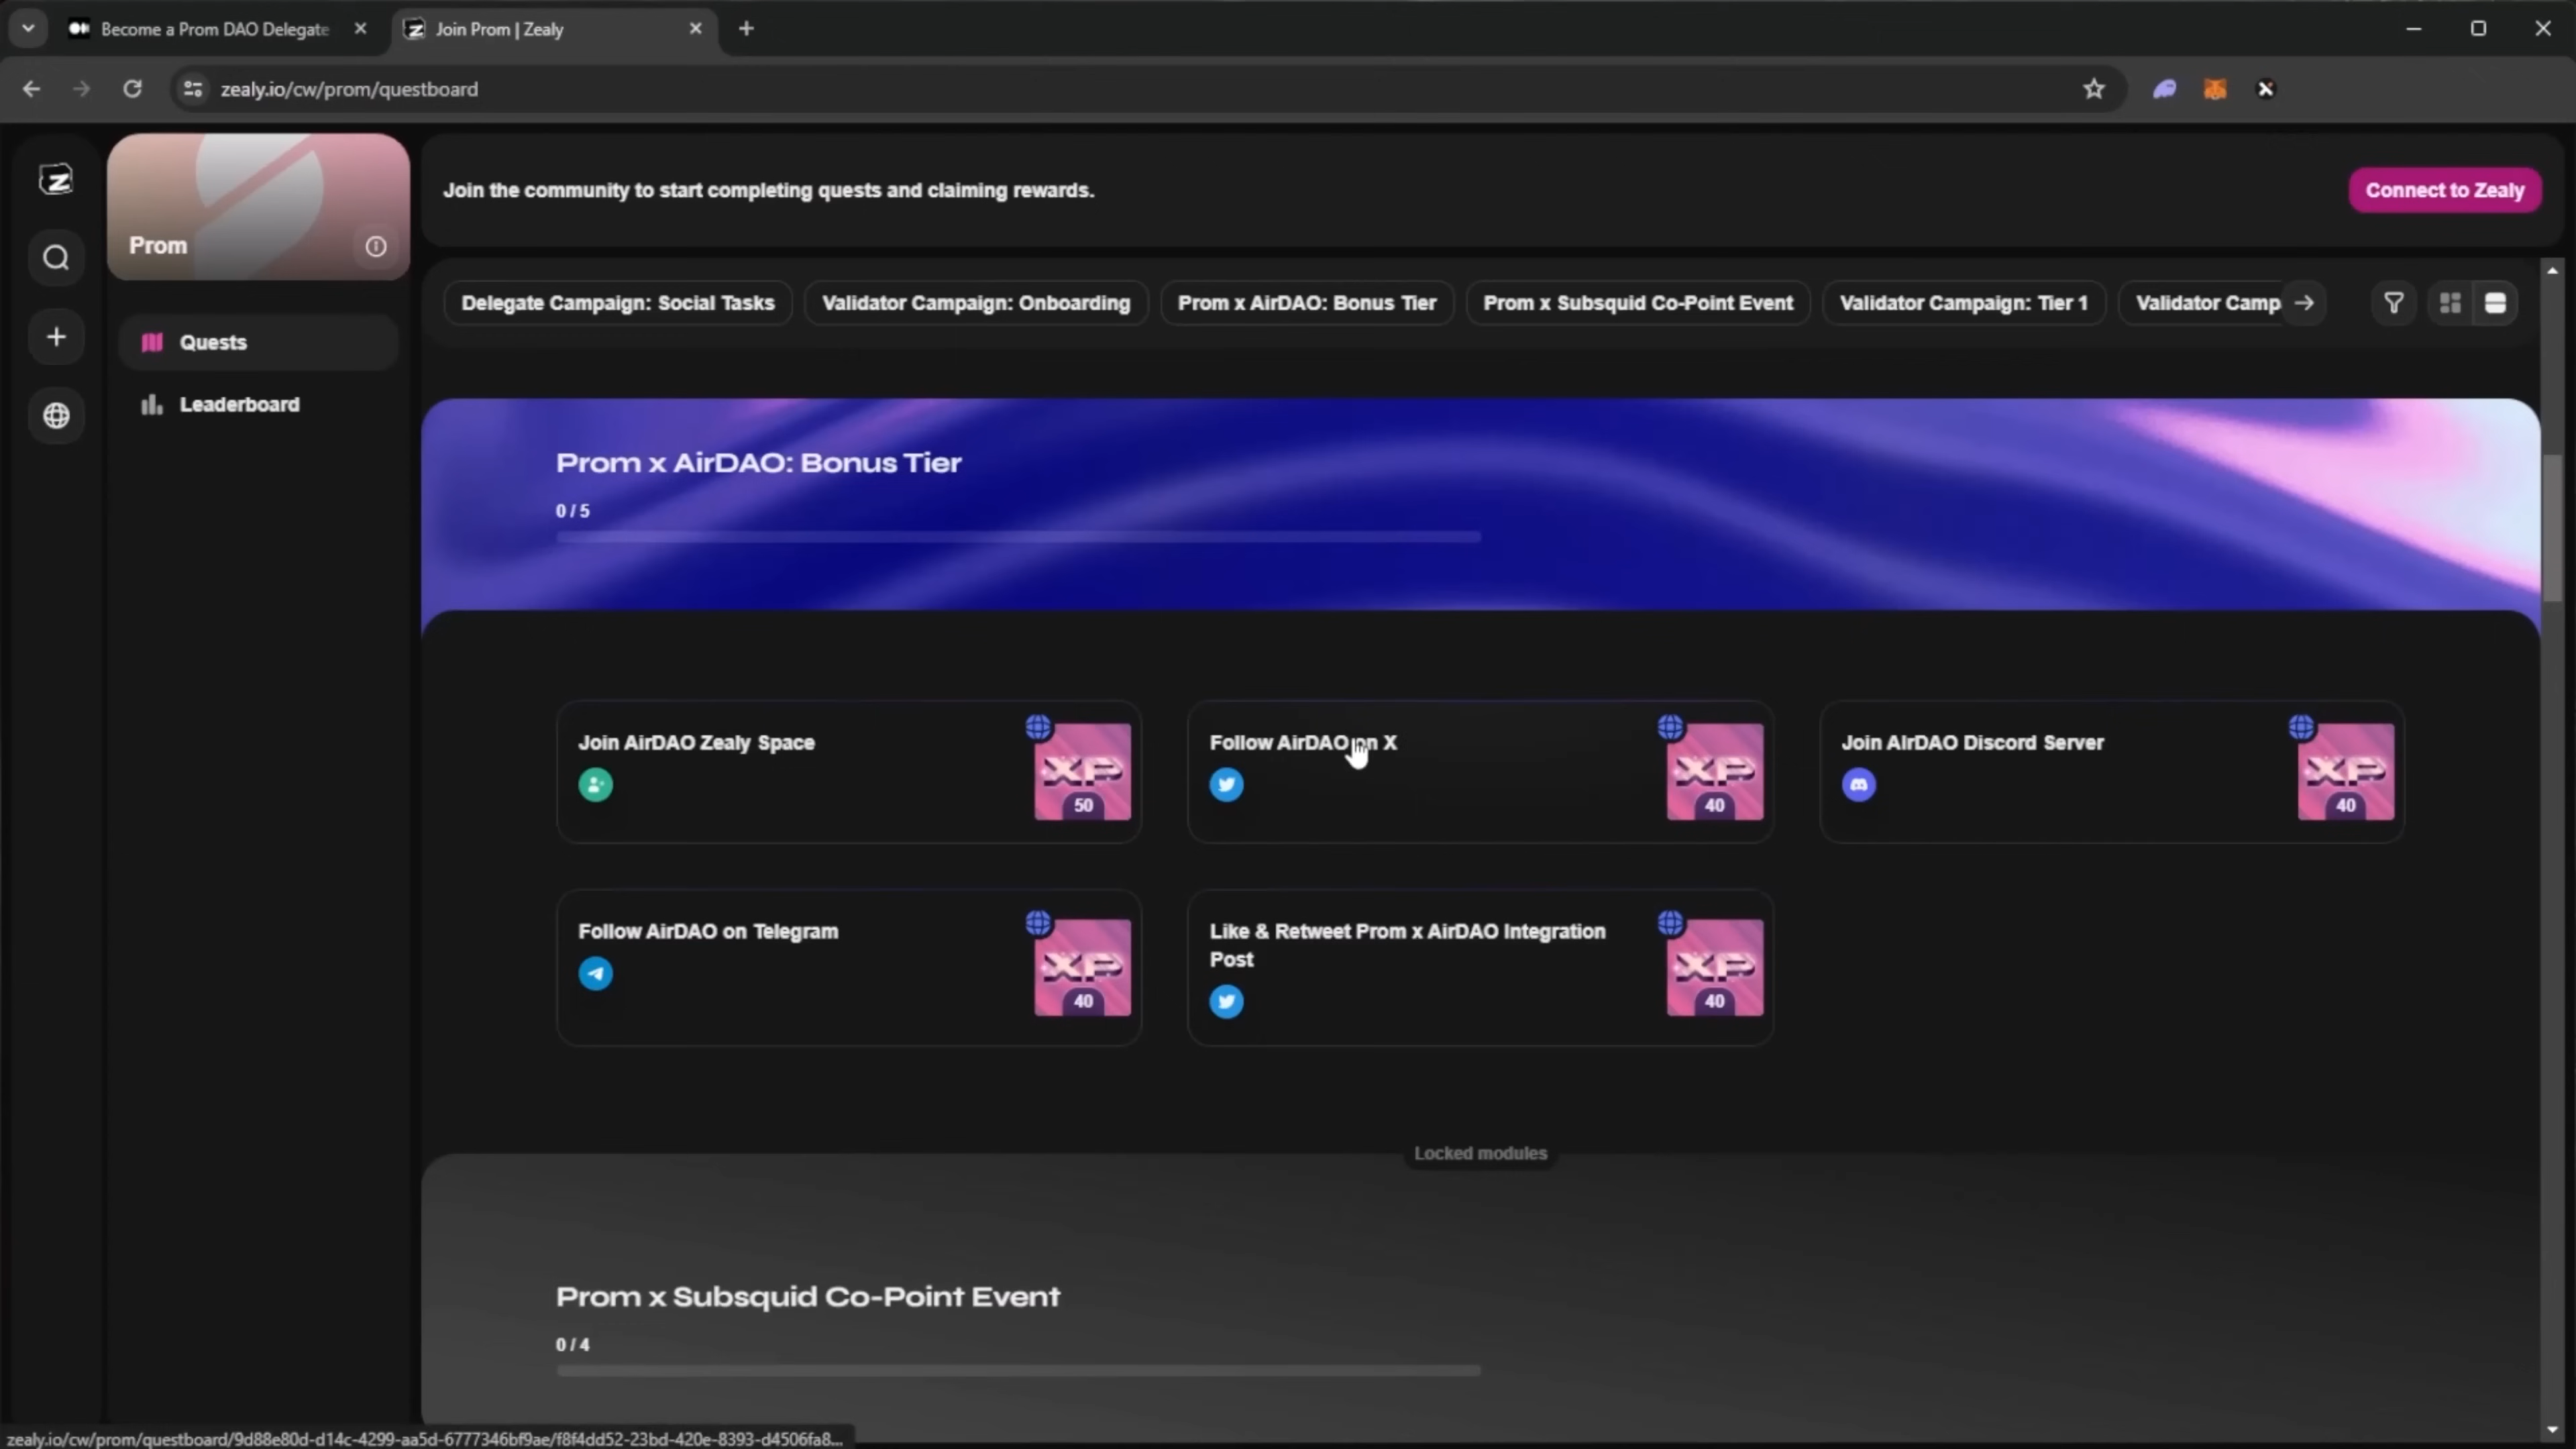 Become a Prom DAO Delegate
Join Prom | Zealy
zealy.io/cw/prom/questboard
Join the community to start completing quests and claiming rewards.
Connect to Zealy
Prom
Quests
Leaderboard
Delegate Campaign: Social Tasks
Validator Campaign: Onboarding
Prom x AirDAO: Bonus Tier
Prom x Subsquid Co-Point Event
Validator Campaign: Tier 1
Validator Camp
Prom x AirDAO: Bonus Tier
0 / 5
Join AirDAO Zealy Space
XP
50
Follow AirDAO on X
XP
40
Join AirDAO Discord Server
XP
40
Follow AirDAO on Telegram
XP
40
Like & Retweet Prom x AirDAO Integration
Post
XP
40
Locked modules
Prom x Subsquid Co-Point Event
0 / 4
zealy.io/cw/prom/questboard/9d88e80d-d14c-4299-aa5d-6777346bf9ae/f8f4dd52-23bd-420e-8393-d4506fa8...